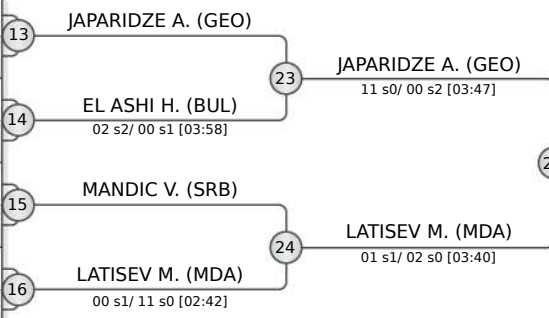 JAPARIDZE A. (GEO)
13
23
JAPARIDZE A. (GEO)
11 s0/ 00 s2 [03:47]
EL ASHI H. (BUL)
14
02 s2/ 00 s1 [03:58]
MANDIC V. (SRB)
15
24
LATISEV M. (MDA)
01 s1/ 02 s0 [03:40]
LATISEV M. (MDA)
16
00 s1/ 11 s0 [02:42]